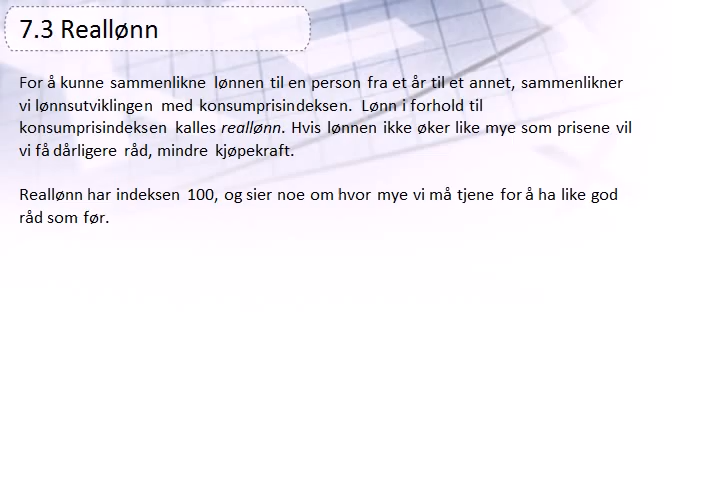 7.3 Reallønn
For å kunne sammenlikne lønnen til en person fra et år til et annet, sammenlikner
vi lønnsutviklingen med konsumprisindeksen. Lønn i forhold til
konsumprisindeksen kalles reallønn. Hvis lønnen ikke øker like mye som prisene vil
vi få dårligere råd, mindre kjøpekraft.
Reallønn har indeksen 100, og sier noe om hvor mye vi må tjene for å ha like god
råd som før.